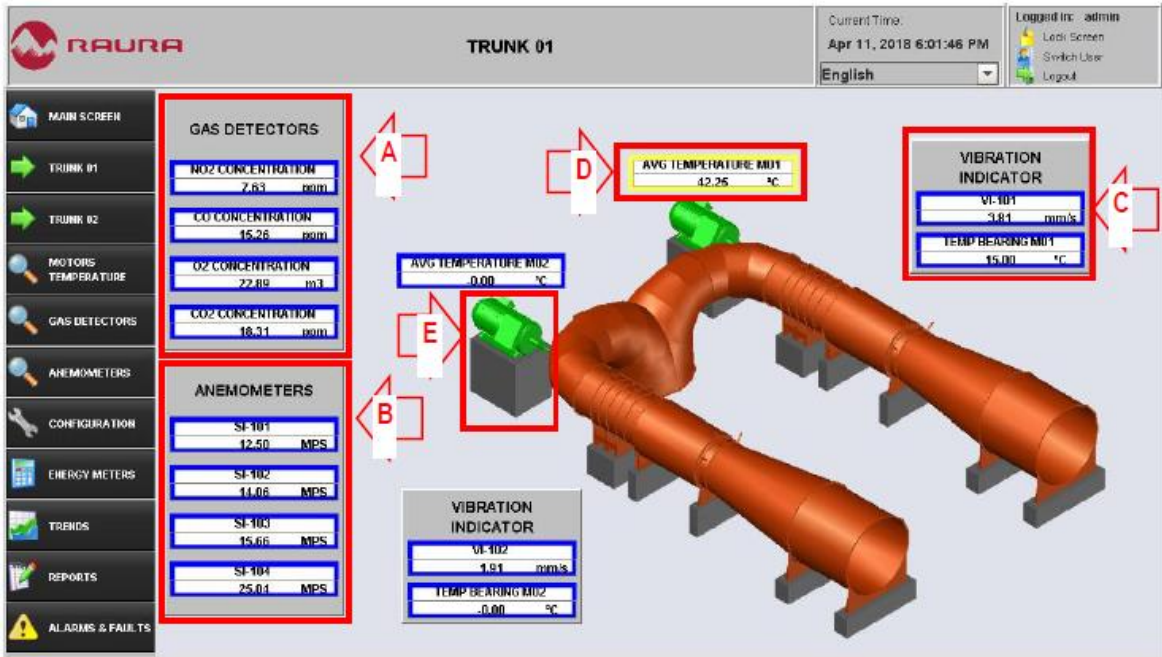 RAURA
TRUNK 01
Current Time:
Apr 11, 2018 6:01:46 PM
English
Logged in: admin
Lock Screen
Switch User
Logout
MAIN SCREEN
TRUNK 01
TRUNK 02
MOTORS
TEMPERATURE
GAS DETECTORS
ANEMOMETERS
CONFIGURATION
ENERGY METERS
TRENDS
REPORTS
ALARMS & FAULTS
GAS DETECTORS
NO2 CONCENTRATION
7.63 ppm
CO CONCENTRATION
15.26 ppm
O2 CONCENTRATION
22.89 m3
CO2 CONCENTRATION
18.31 ppm
A
ANEMOMETERS
SI-101
12.50 MPS
SI-102
14.06 MPS
SI-103
15.66 MPS
SI-104
25.04 MPS
B
D
AVG TEMPERATURE M01
42.25 ºC
VIBRATION
INDICATOR
VI-101
3.81 mm/s
TEMP BEARING M01
15.00 ºC
C
AVG TEMPERATURE M02
-0.00 ºC
E
VIBRATION
INDICATOR
VI-102
1.91 mm/s
TEMP BEARING M02
-0.00 ºC